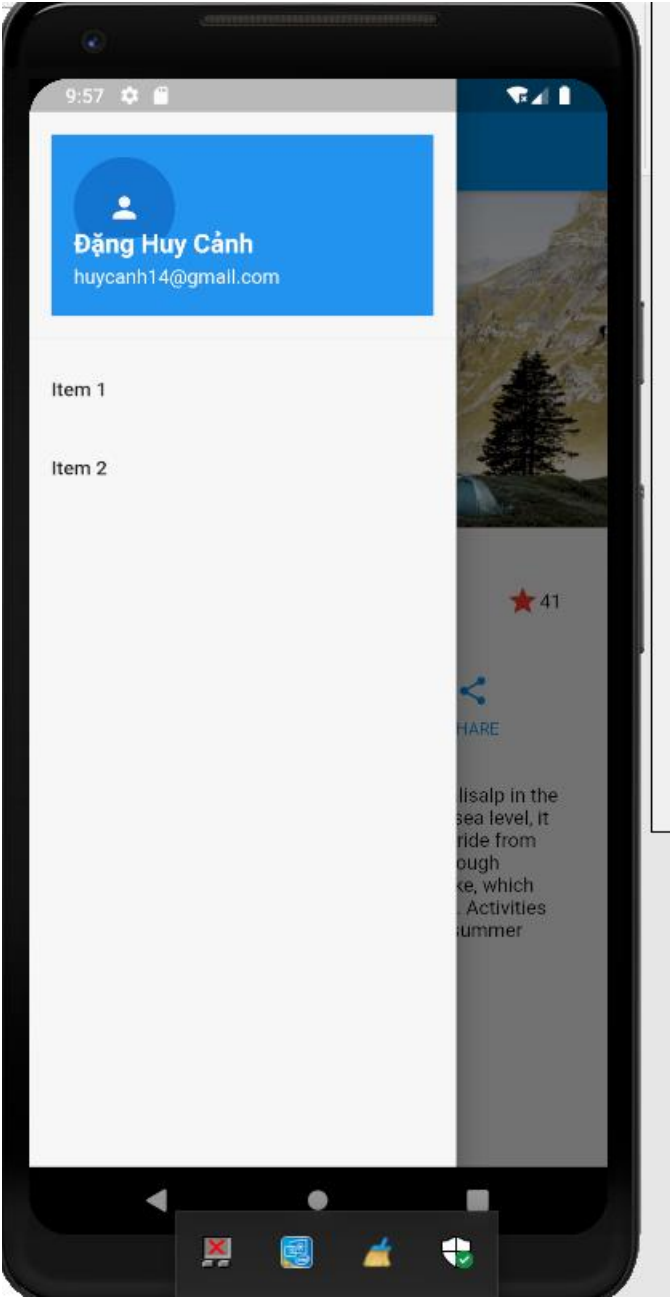 9:57
Đặng Huy Cảnh
huycanh14@gmail.com
Item 1
Item 2
41
HARE
lisalp in the
sea level, it
ride from
ough
ke, which
. Activities
summer